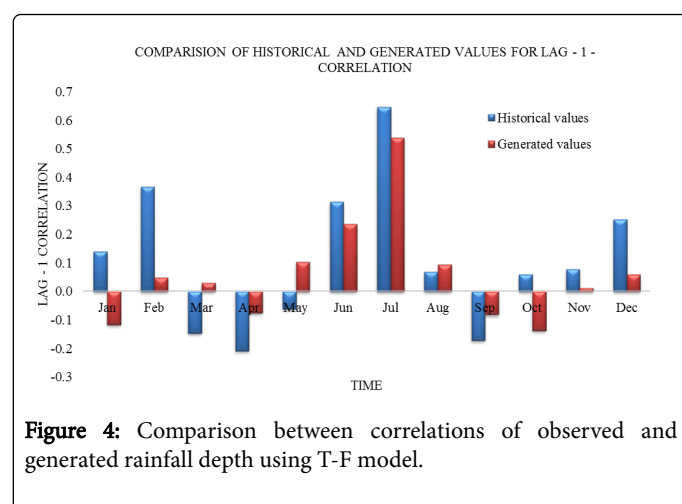 COMPARISION OF HISTORICAL AND GENERATED VALUES FOR LAG - 1 -
CORRELATION
0.7
0.6
0.5
0.4
0.3
0.2
0.1
0.0
-0.1
-0.2
-0.3
LAG - 1 CORRELATION
Historical values
Generated values
Jan Feb Mar Apr May Jun Jul Aug Sep Oct Nov Dec
TIME
Figure 4: Comparison between correlations of observed and
generated rainfall depth using T-F model.